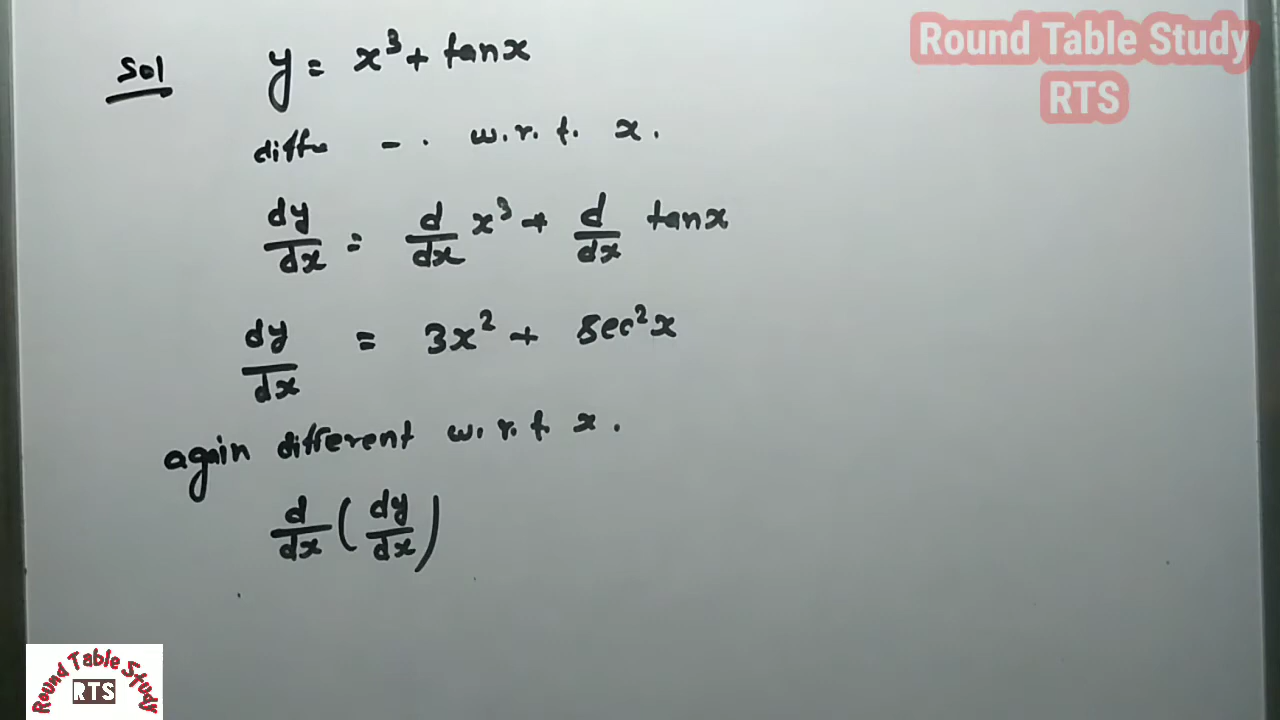 Round Table Study
RTS
Sol y = x³ + tanx
diffn - . w.r.t. x.
dy/dx = d/dx x³ + d/dx tanx
dy/dx = 3x² + sec²x
again different w.r.t x.
d/dx (dy/dx)
Round Table Study
RTS